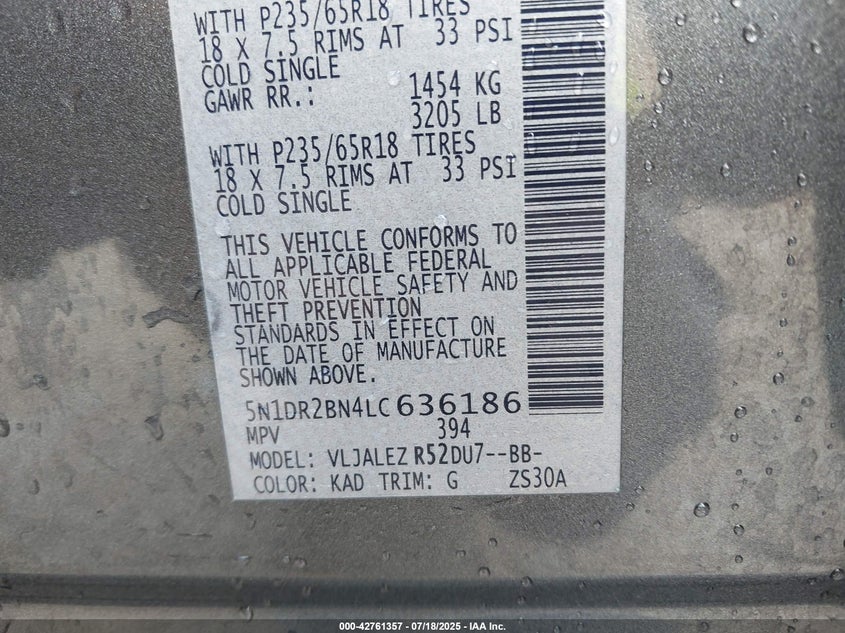 WITH P235/65R18 TIRES
18 X 7.5 RIMS AT 33 PSI
COLD SINGLE
GAWR RR.: 1454 KG
3205 LB
WITH P235/65R18 TIRES
18 X 7.5 RIMS AT 33 PSI
COLD SINGLE
THIS VEHICLE CONFORMS TO
ALL APPLICABLE FEDERAL
MOTOR VEHICLE SAFETY AND
THEFT PREVENTION
STANDARDS IN EFFECT ON
THE DATE OF MANUFACTURE
SHOWN ABOVE.
5N1DR2BN4LC636186
MPV 394
MODEL: VLJALEZ R52DU7--BB-
COLOR: KAD TRIM: G ZS30A
000-42761357 | 07/18/2025 - IAA Inc.